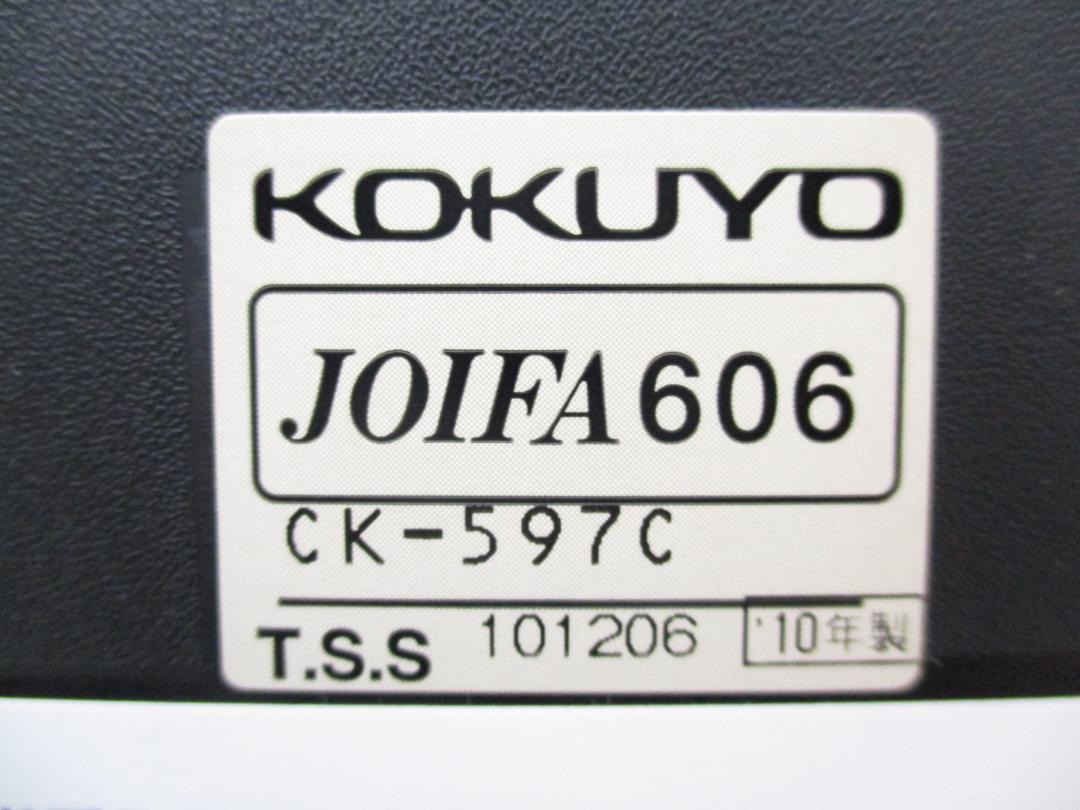 KOKUYO
JOIFA 606
CK-597C
T.S.S 101206 '10年製